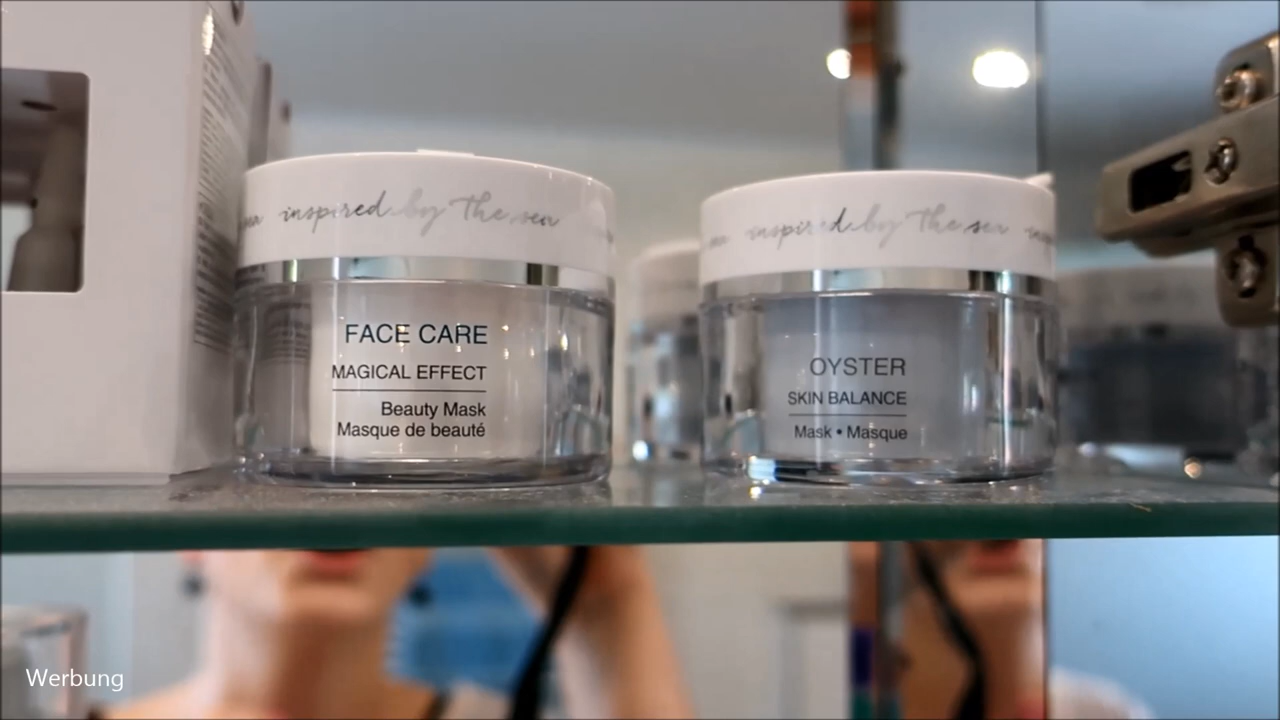 inspired by the sea
FACE CARE
MAGICAL EFFECT
Beauty Mask
Masque de beauté
inspired by the sea
OYSTER
SKIN BALANCE
Mask • Masque
Werbung